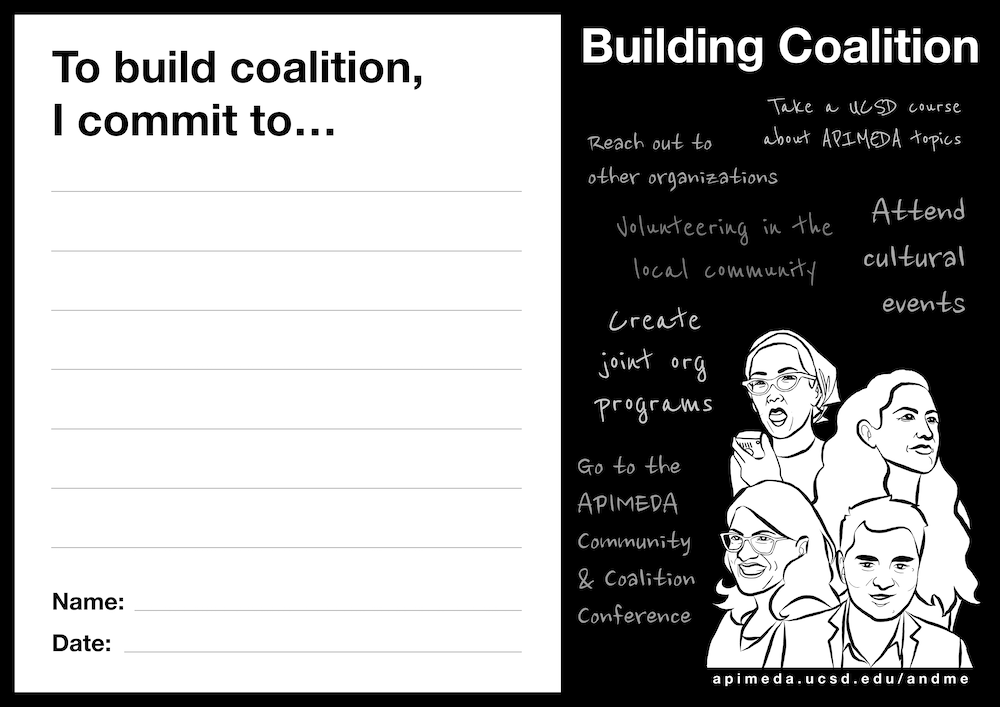 To build coalition,
I commit to…
Name:
Date:
Building Coalition
Take a UCSD course
about APIMEDA topics
Reach out to
other organizations
Attend
cultural
events
Volunteering in the
local community
Create
joint org
programs
Go to the
APIMEDA
Community
& Coalition
Conference
apimeda.ucsd.edu/andme